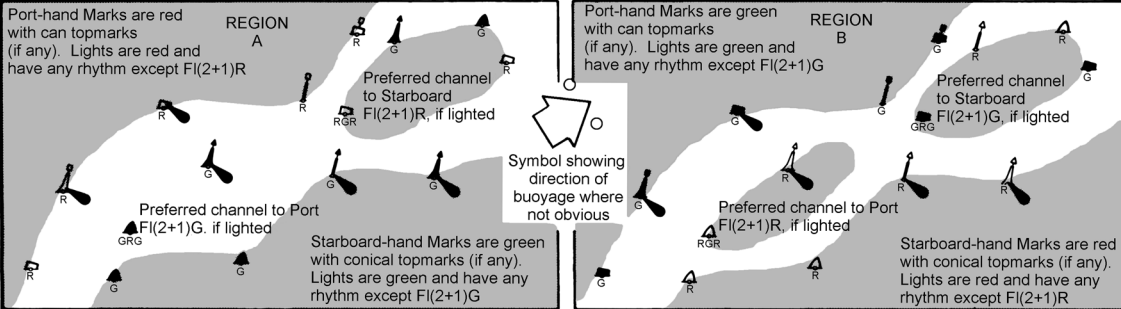 Port-hand Marks are red
with can topmarks
(if any). Lights are red and
have any rhythm except Fl(2+1)R
REGION
A
R
G
G
R
R
Preferred channel
to Starboard
RGR
Fl(2+1)R, if lighted
R
G
G
G
R
Preferred channel to Port
Fl(2+1)G. if lighted
GRG
R
G
G
Starboard-hand Marks are green
with conical topmarks (if any).
Lights are green and have any
rhythm except Fl(2+1)G
Symbol showing
direction of
buoyage where
not obvious
Port-hand Marks are green
with can topmarks
(if any). Lights are green and
have any rhythm except Fl(2+1)G
REGION
B
G
R
R
G
G
Preferred channel
to Starboard
Fl(2+1)G, if lighted
GRG
G
R
R
R
G
Preferred channel to Port
Fl(2+1)R, if lighted
RGR
G
R
R
Starboard-hand Marks are red
with conical topmarks (if any).
Lights are red and have any
rhythm except Fl(2+1)R